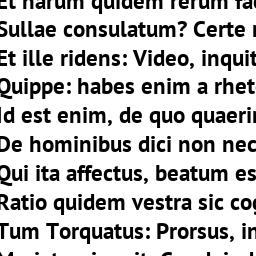 Et harum quidem rerum fac
Sullae consulatum? Certe
Et ille ridens: Video, inquit
Quippe: habes enim a rhet
Id est enim, de quo quaeri
De hominibus dici non nec
Qui ita affectus, beatum es
Ratio quidem vestra sic cog
Tum Torquatus: Prorsus, in